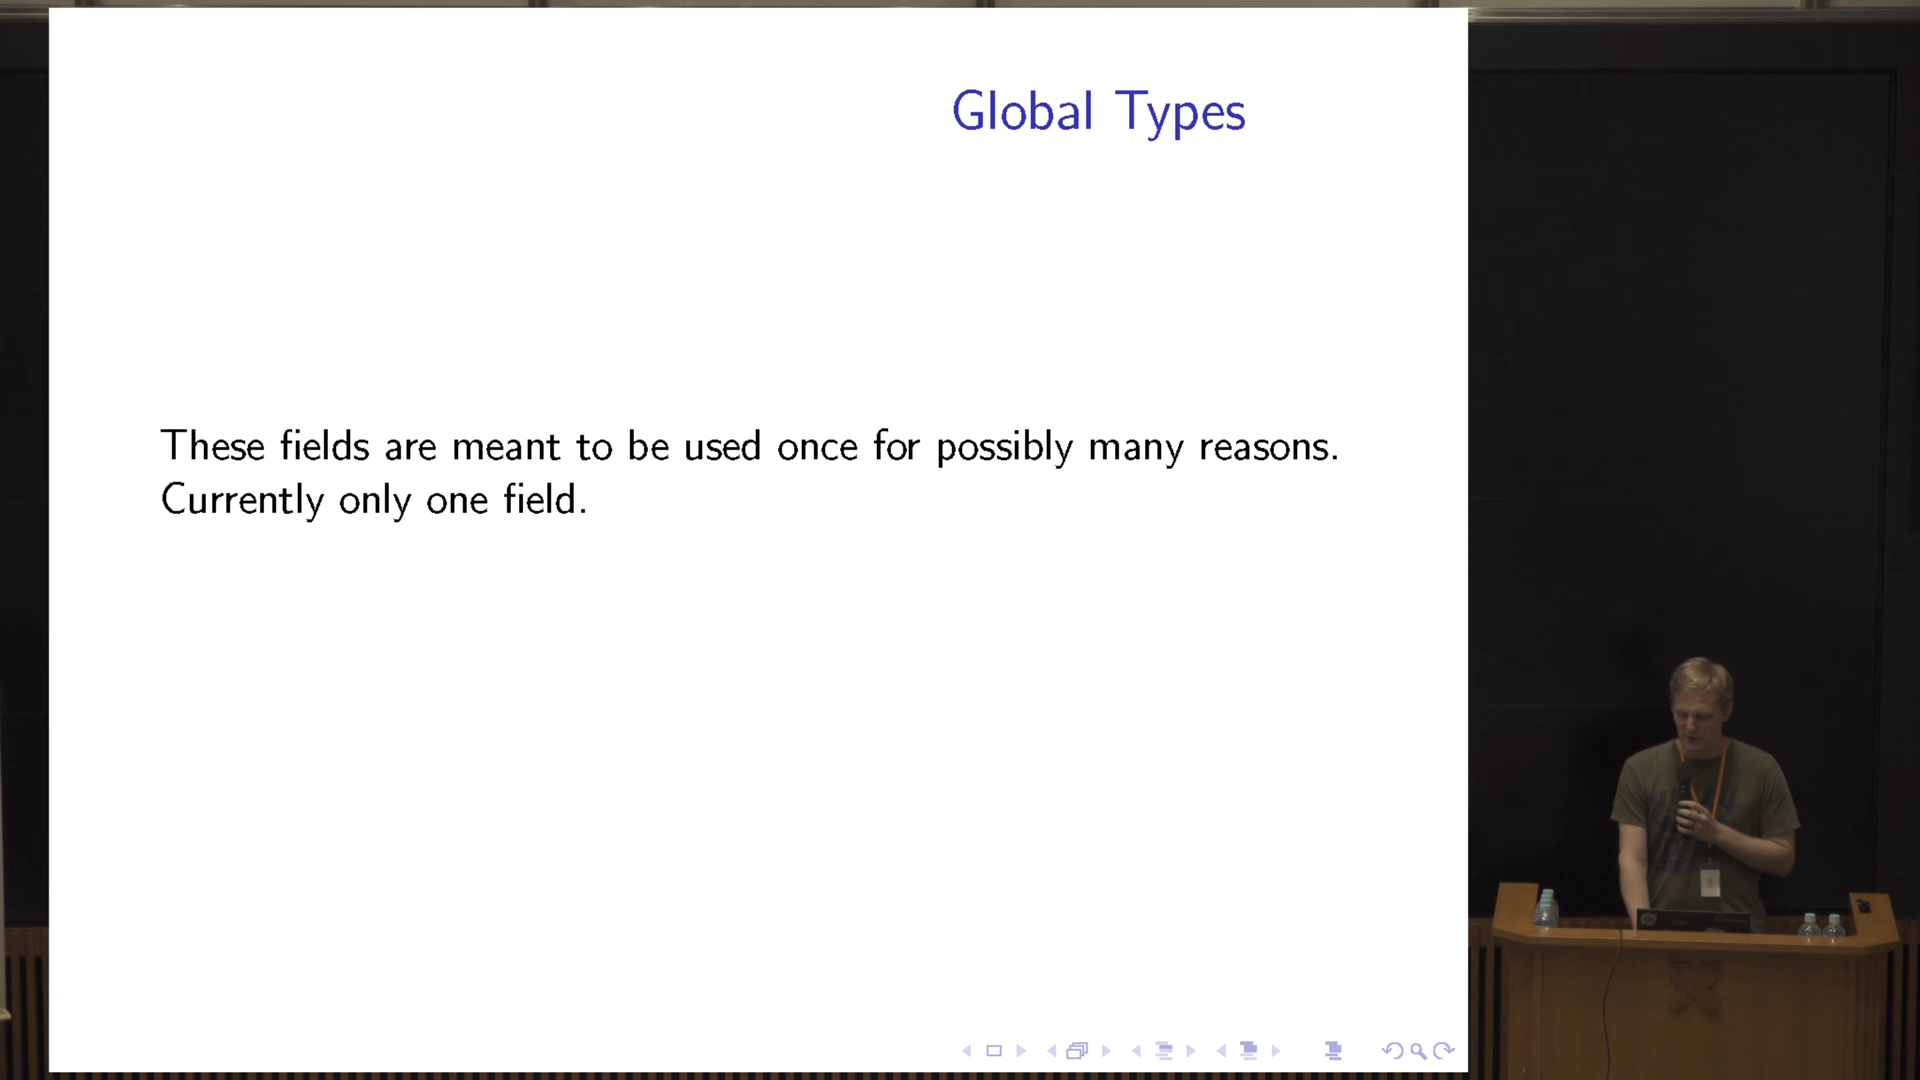 Global Types
These fields are meant to be used once for possibly many reasons.
Currently only one field.